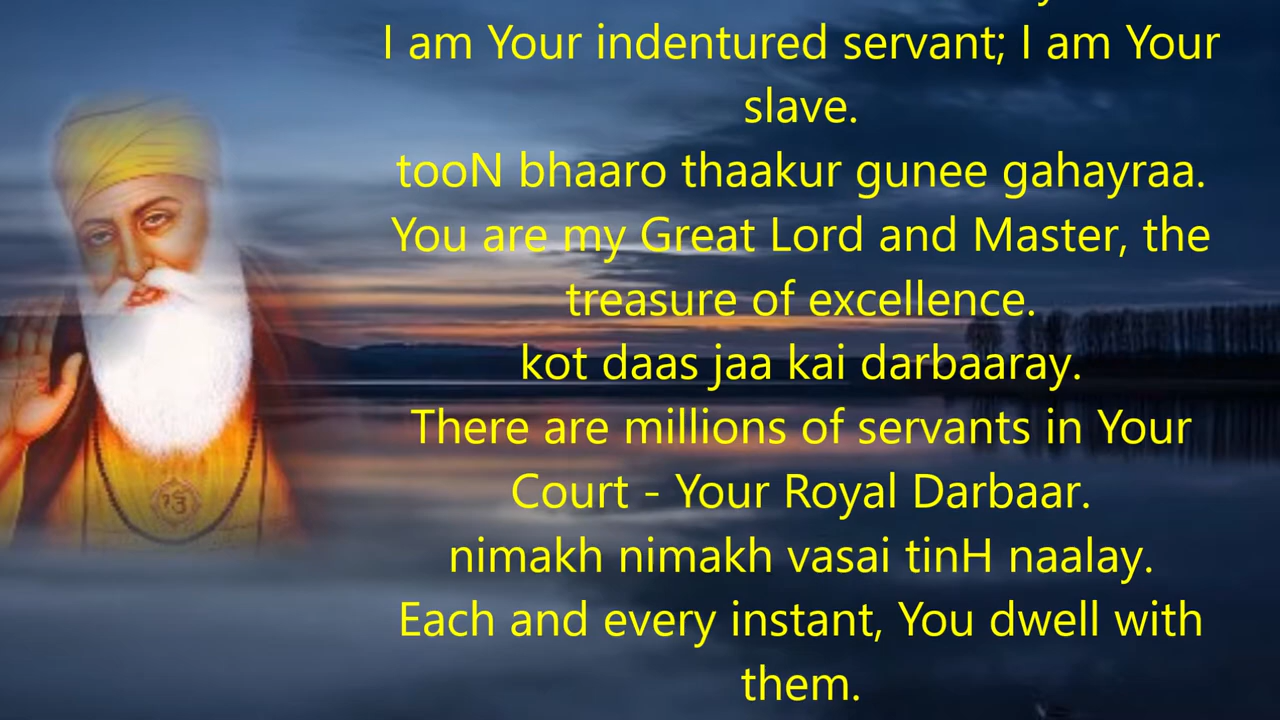 I am Your indentured servant; I am Your
slave.
tooN bhaaro thaakur gunee gahayraa.
You are my Great Lord and Master, the
treasure of excellence.
kot daas jaa kai darbaaray.
There are millions of servants in Your
Court - Your Royal Darbaar.
nimakh nimakh vasai tinH naalay.
Each and every instant, You dwell with
them.
ੴ